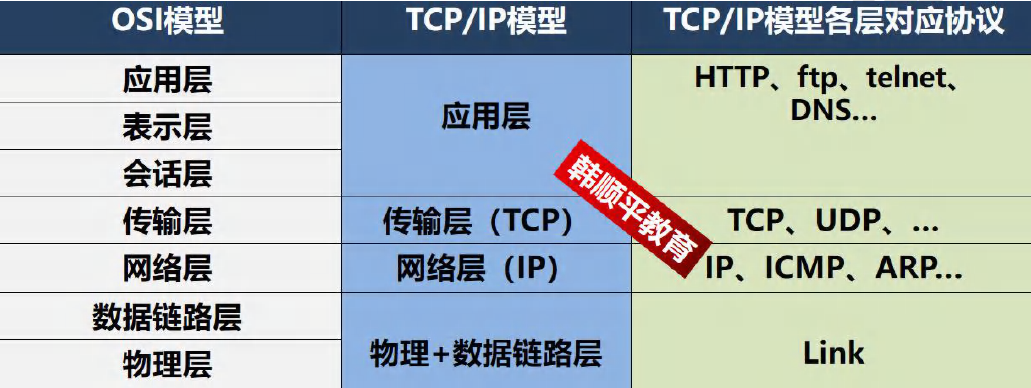 OSI模型 TCP/IP模型 TCP/IP模型各层对应协议
应用层 应用层 HTTP、ftp、telnet、
DNS...
表示层
会话层
传输层 传输层（TCP） TCP、UDP、...
网络层 网络层（IP） IP、ICMP、ARP...
数据链路层 物理+数据链路层 Link
物理层
韩顺平教育